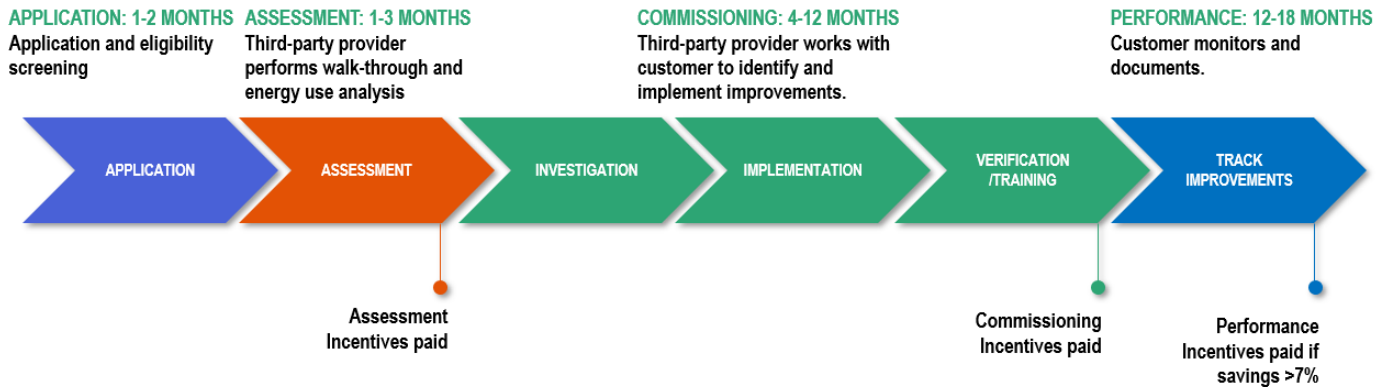 APPLICATION: 1-2 MONTHS
Application and eligibility
screening
ASSESSMENT: 1-3 MONTHS
Third-party provider
performs walk-through and
energy use analysis
COMMISSIONING: 4-12 MONTHS
Third-party provider works with
customer to identify and
implement improvements.
PERFORMANCE: 12-18 MONTHS
Customer monitors and
documents.
APPLICATION
ASSESSMENT
INVESTIGATION
IMPLEMENTATION
VERIFICATION
/TRAINING
TRACK
IMPROVEMENTS
Assessment
Incentives paid
Commissioning
Incentives paid
Performance
Incentives paid if
savings >7%